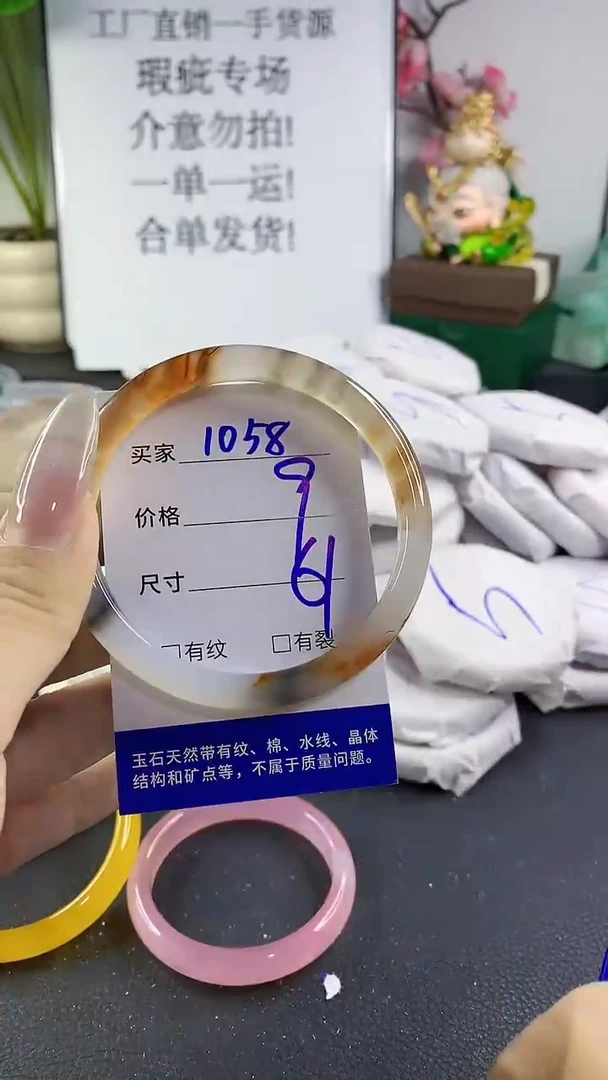 工厂直销一手货源
瑕疵专场
介意勿拍!
一单一运!
合单发货!
买家 1058
价格
尺寸
有纹 □有裂
玉石天然带有纹、棉、水线、晶体
结构和矿点等，不属于质量问题。